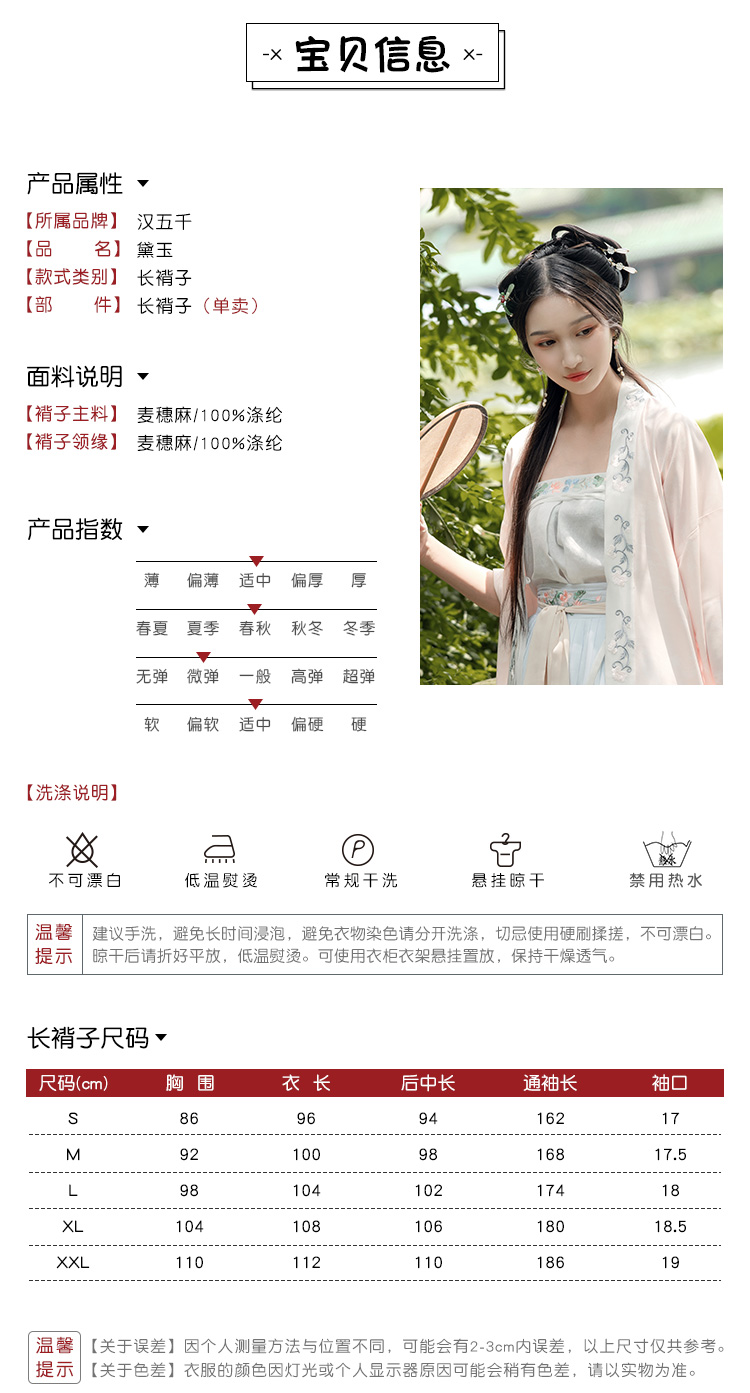 -× 宝贝信息 ×-
产品属性
【所属品牌】 汉五千
【品 名】 黛玉
【款式类别】 长褙子
【部 件】 长褙子（单卖）
面料说明
【褙子主料】 麦穗麻/100%涤纶
【褙子领缘】 麦穗麻/100%涤纶
产品指数
薄 偏薄 适中 偏厚 厚
春夏 夏季 春秋 秋冬 冬季
无弹 微弹 一般 高弹 超弹
软 偏软 适中 偏硬 硬
【洗涤说明】
P
热水
不可漂白 低温熨烫 常规干洗 悬挂晾干 禁用热水
温馨提示
建议手洗，避免长时间浸泡，避免衣物染色请分开洗涤，切忌使用硬刷揉搓，不可漂白。
晾干后请折好平放，低温熨烫。可使用衣柜衣架悬挂置放，保持干燥透气。
长褙子尺码
尺码(cm) 胸 围 衣 长 后中长 通袖长 袖口
S 86 96 94 162 17
M 92 100 98 168 17.5
L 98 104 102 174 18
XL 104 108 106 180 18.5
XXL 110 112 110 186 19
温馨提示
【关于误差】因个人测量方法与位置不同，可能会有2-3cm内误差，以上尺寸仅共参考。
【关于色差】衣服的颜色因灯光或个人显示器原因可能会稍有色差，请以实物为准。